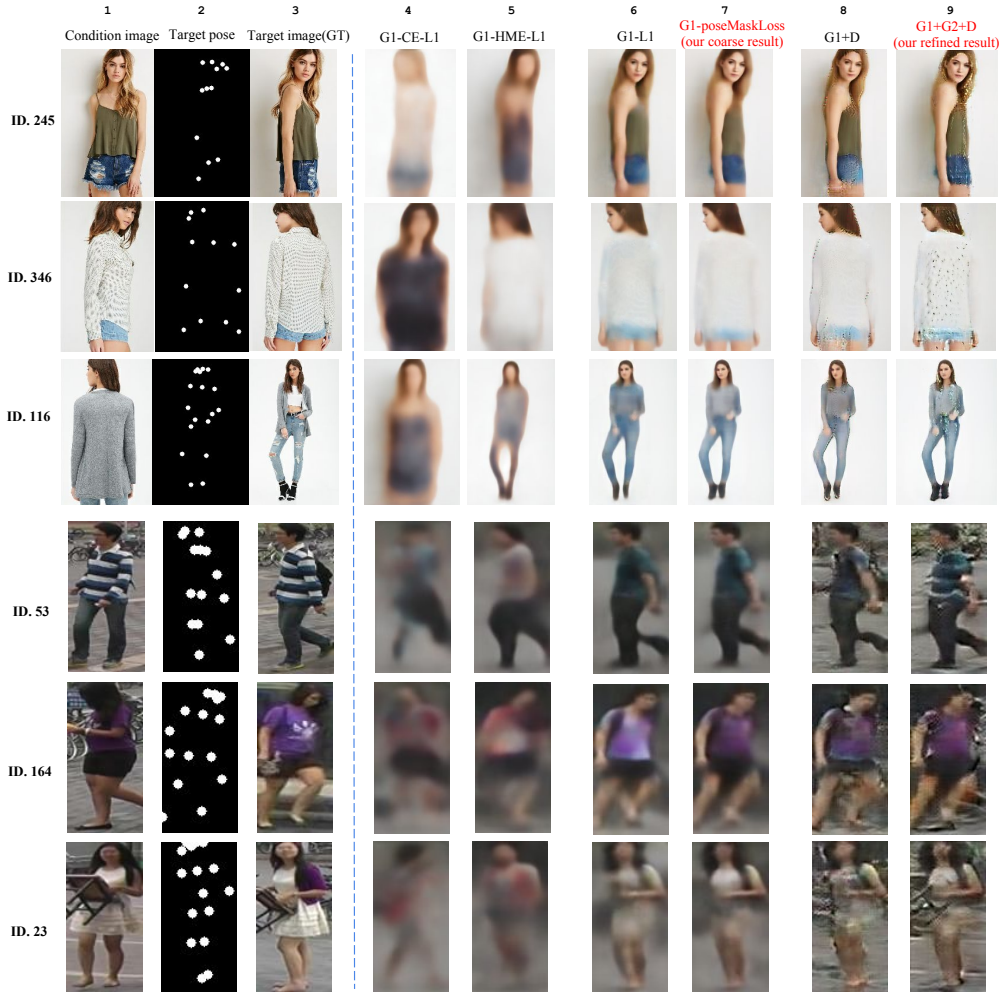 1 2 3 4 5 6 7 8 9
Condition image Target pose Target image(GT) G1-CE-L1 G1-HME-L1 G1-L1 G1-poseMaskLoss G1+D G1+G2+D
(our coarse result) (our refined result)
ID. 245
ID. 346
ID. 116
ID. 53
ID. 164
ID. 23